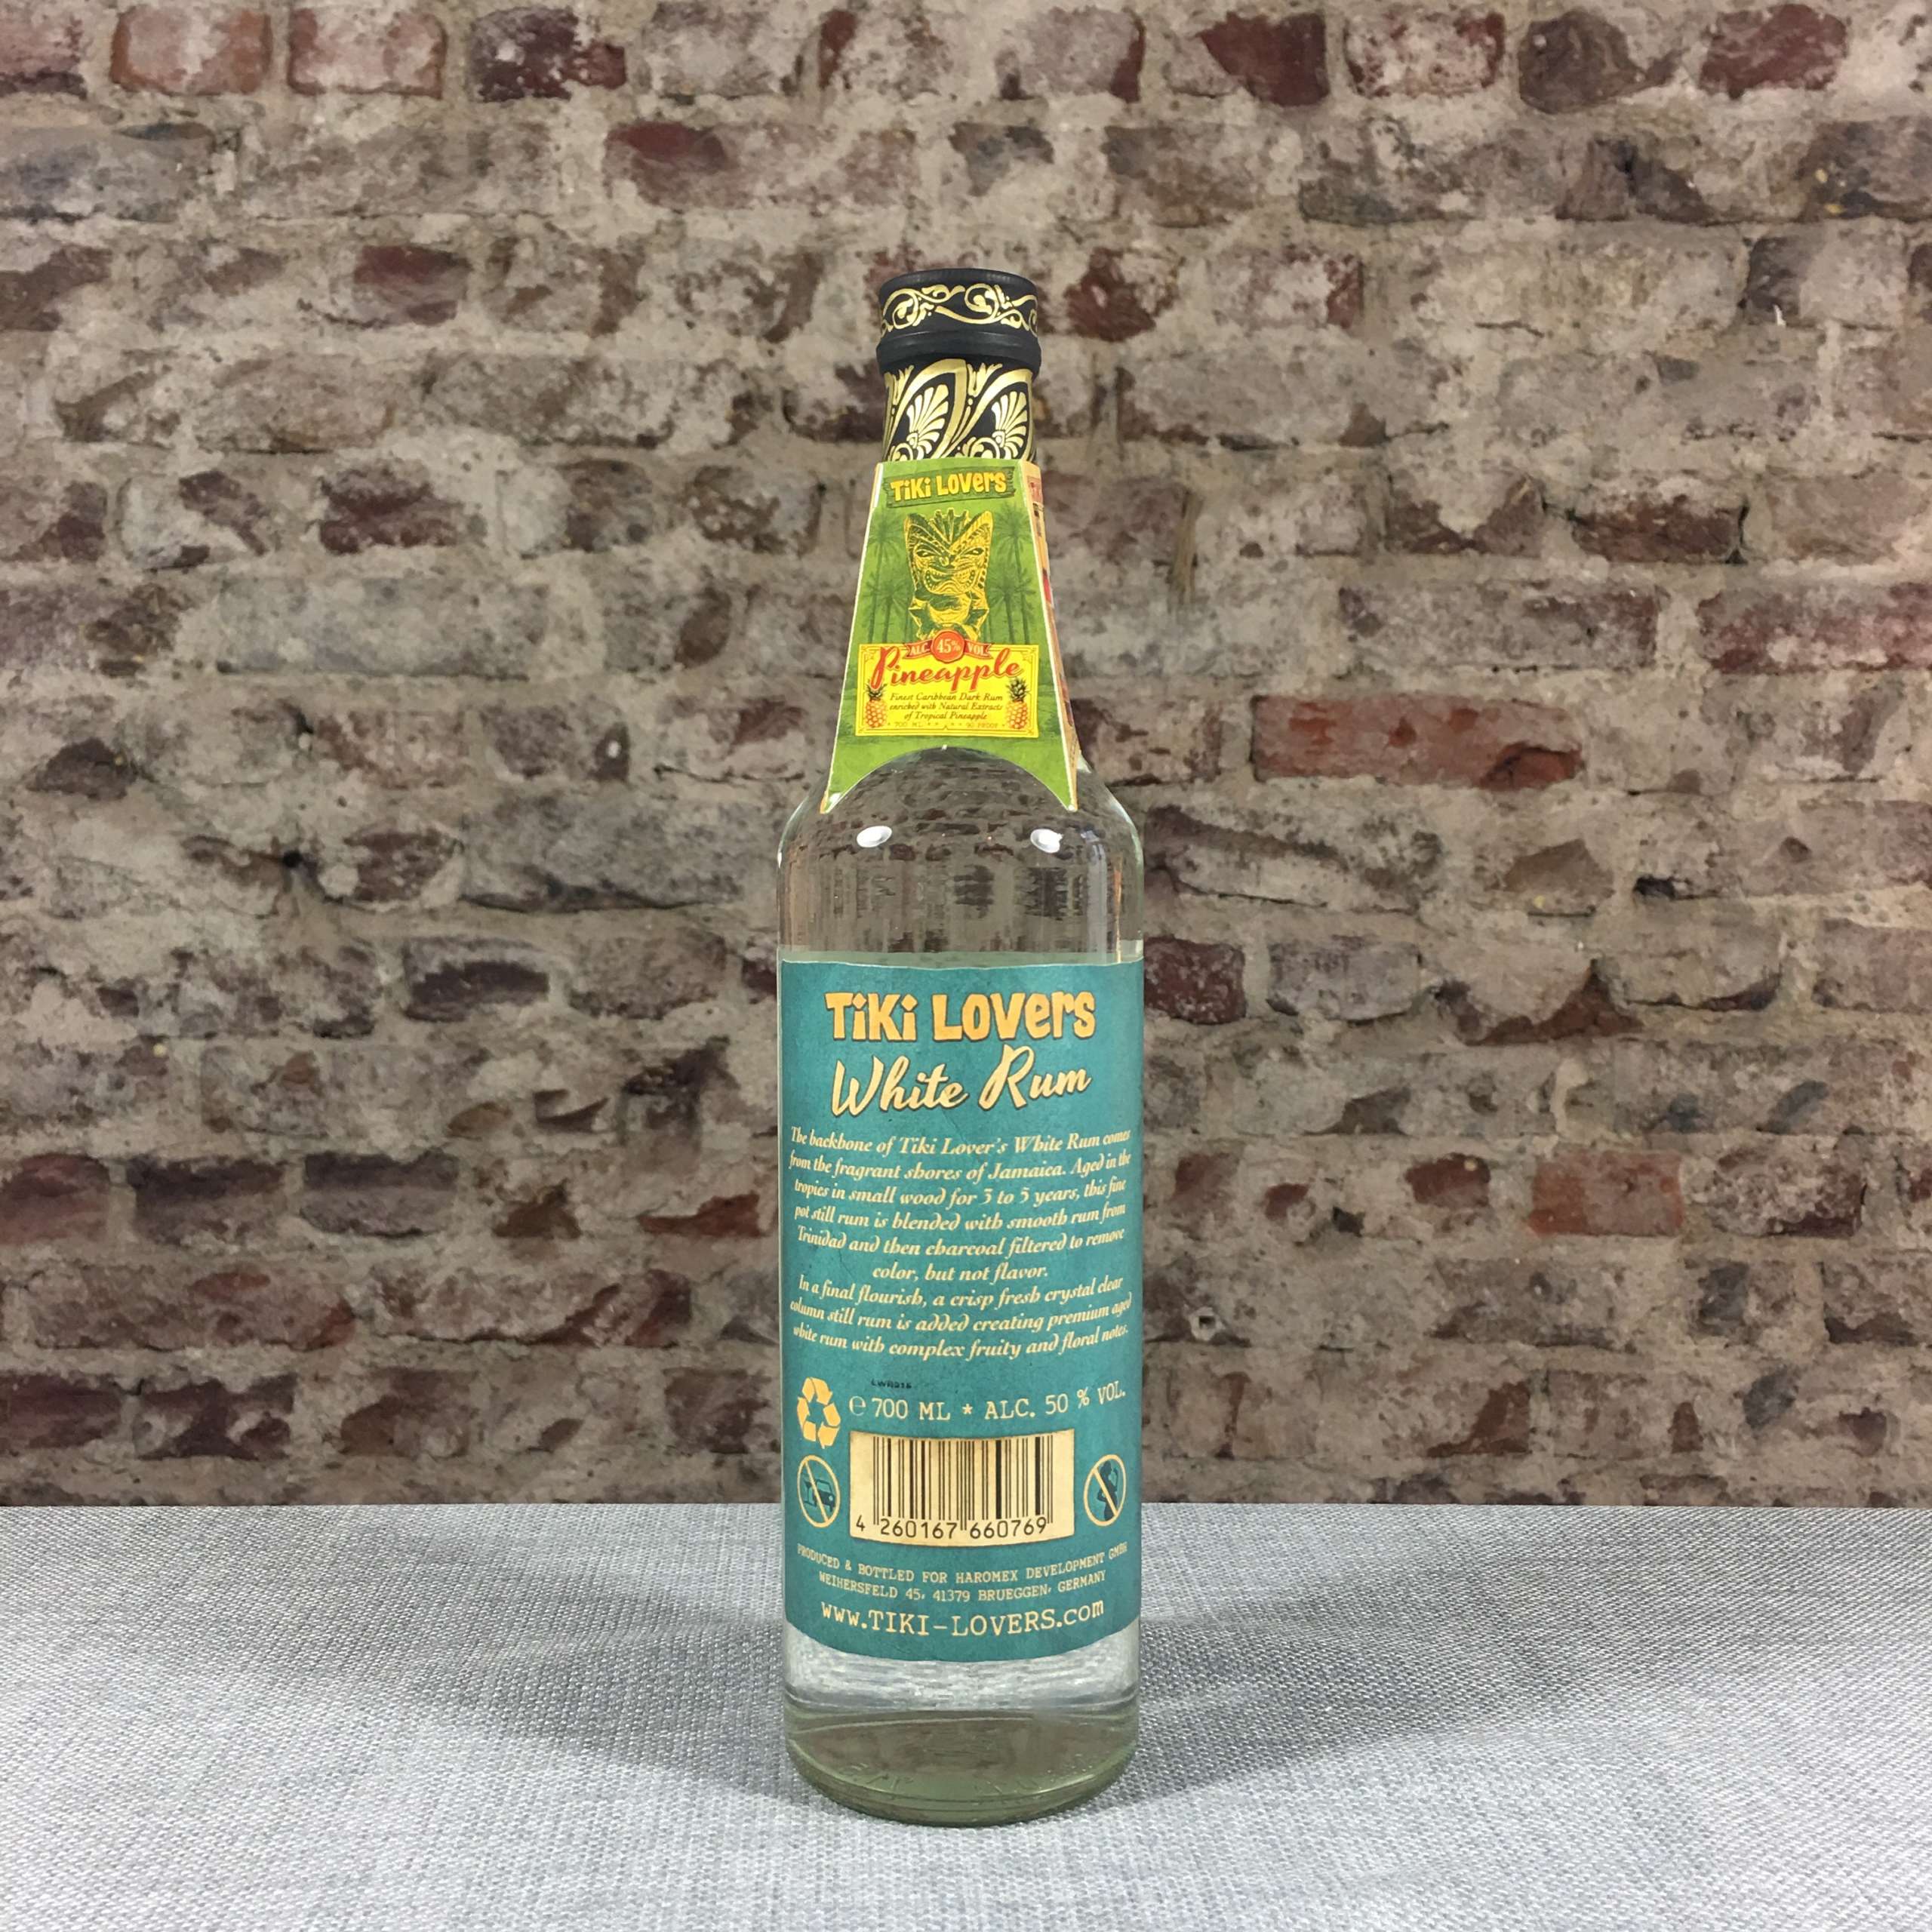 TiKi LOVers
ALC 45% VOL
Pineapple
Finest Caribbean Dark Rum
enriched with Natural Extracts
of Tropical Pineapple
700 ML
90 PROOF
TiKi LOVers
White Rum
The backbone of Tiki Lover's White Rum comes
from the fragrant shores of Jamaica. Aged in the
tropics in small wood for 3 to 5 years, this fine
pot still rum is blended with smooth rum from
Trinidad and then charcoal filtered to remove
color, but not flavor.
In a final flourish, a crisp fresh crystal clear
column still rum is added creating premium aged
white rum with complex fruity and floral notes.
℮ 700 ML * ALC. 50 % VOL.
4 260167 660769
PRODUCED & BOTTLED FOR HAROMEX DEVELOPMENT GMBH
WEIHERSFELD 45, 41379 BRUEGGEN, GERMANY
www.TIKI-LOVERS.com